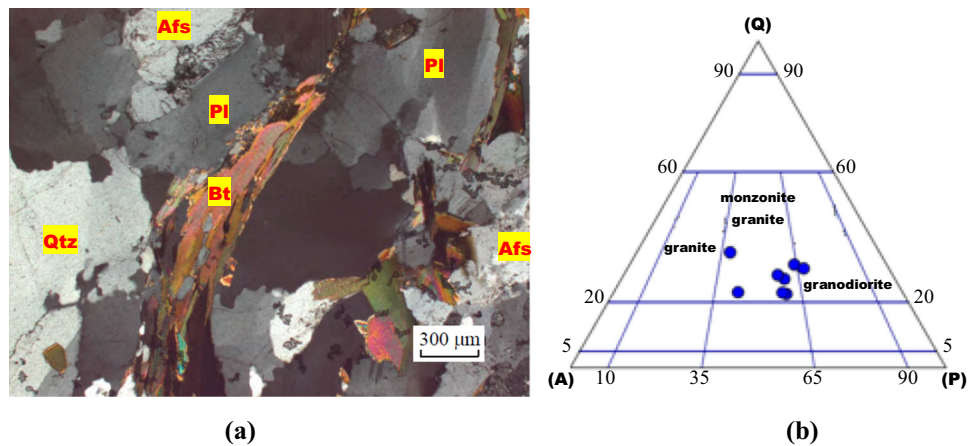 Afs
Pl
Pl
Bt
Qtz
Afs
300 μm
(a)
(Q)
90 90
60 60
monzonite
granite
granite
granodiorite
20 20
5 5
(A) 10 35 65 90 (P)
(b)